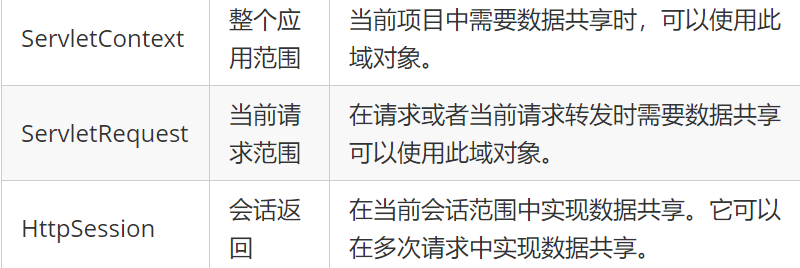 ServletContext
整个应
用范围
当前项目中需要数据共享时，可以使用此
域对象。
ServletRequest
当前请
求范围
在请求或者当前请求转发时需要数据共享
可以使用此域对象。
HttpSession
会话返
回
在当前会话范围中实现数据共享。它可以
在多次请求中实现数据共享。